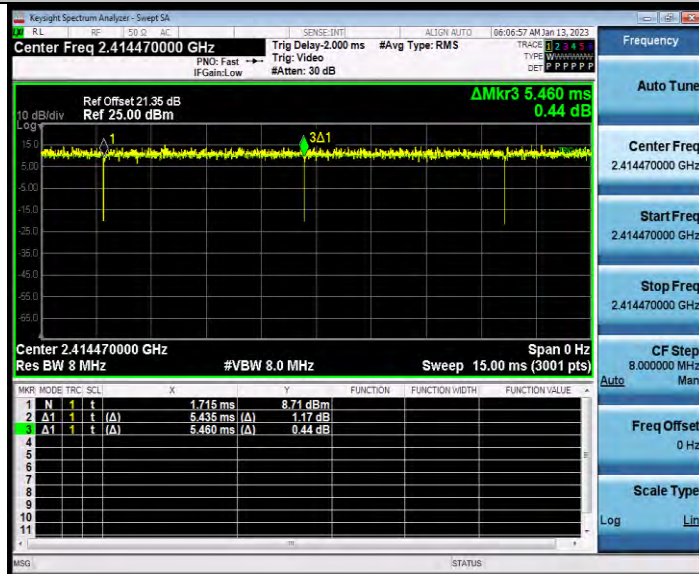 Keysight Spectrum Analyzer - Swept SA
RL RF 50 Ω AC SENSE:INT ALIGN AUTO 06:06:57 AM Jan 13, 2023
Center Freq 2.414470000 GHz
PNO: Fast
IFGain:Low
Trig Delay-2.000 ms
Trig: Video
#Atten: 30 dB
#Avg Type: RMS
TRACE 1 2 3 4 5 6
TYPE W
DET P P P P P P
Frequency
10 dB/div
Log
Ref Offset 21.35 dB
Ref 25.00 dBm
ΔMkr3 5.460 ms
0.44 dB
15.0
5.00
-5.00
-15.0
-25.0
-35.0
-45.0
-55.0
-65.0
1
3Δ1
Center 2.414470000 GHz
Res BW 8 MHz
#VBW 8.0 MHz
Span 0 Hz
Sweep 15.00 ms (3001 pts)
MKR MODE TRC SCL X Y FUNCTION FUNCTION WIDTH FUNCTION VALUE
1 N 1 t 1.715 ms 8.71 dBm
2 Δ1 1 t (Δ) 5.435 ms (Δ) 1.17 dB
3 Δ1 1 t (Δ) 5.460 ms (Δ) 0.44 dB
4
5
6
7
8
9
10
11
MSG STATUS
Auto Tune
Center Freq
2.414470000 GHz
Start Freq
2.414470000 GHz
Stop Freq
2.414470000 GHz
CF Step
8.000000 MHz
Auto Man
Freq Offset
0 Hz
Scale Type
Log Lin